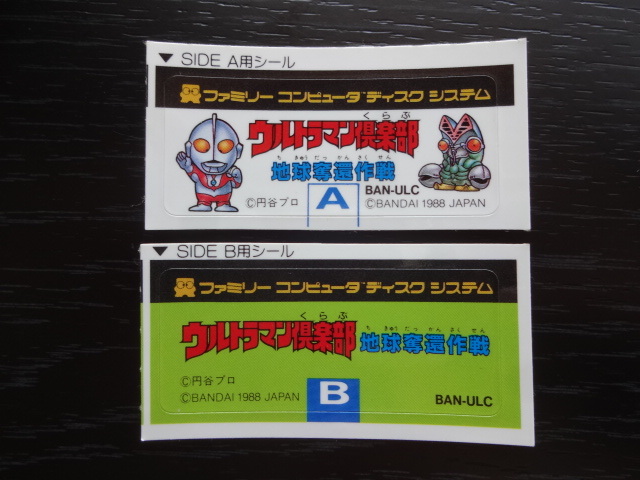 ▼ SIDE A用シール
ファミリー コンピュータ ディスク システム
くらぶ
ウルトラマン倶楽部
ち きゅう だっ かん さく せん
地球奪還作戦
BAN-ULC
©円谷プロ
A
©BANDAI 1988 JAPAN
▼ SIDE B用シール
ファミリー コンピュータ ディスク システム
くらぶ
ウルトラマン倶楽部
ち きゅう だっ かん さく せん
地球奪還作戦
©円谷プロ
©BANDAI 1988 JAPAN
B
BAN-ULC